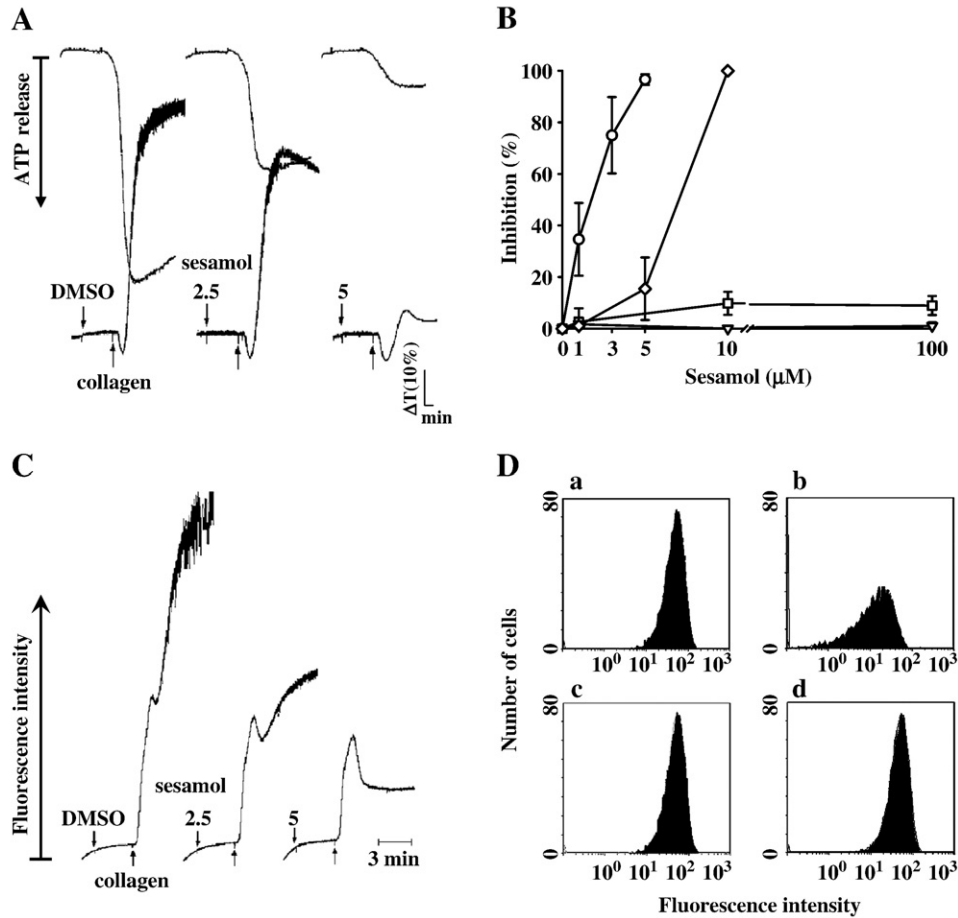 A
ATP release
DMSO
sesamol
2.5
5
collagen
ΔT(10%)
min
B
Inhibition (%)
100
80
60
40
20
0
0 1 3 5 10 100
Sesamol (μM)
C
Fluorescence intensity
DMSO
sesamol
2.5
5
collagen
3 min
D
Number of cells
a
80
0
10⁰ 10¹ 10² 10³
b
80
0
10⁰ 10¹ 10² 10³
c
80
0
10⁰ 10¹ 10² 10³
d
80
0
10⁰ 10¹ 10² 10³
Fluorescence intensity